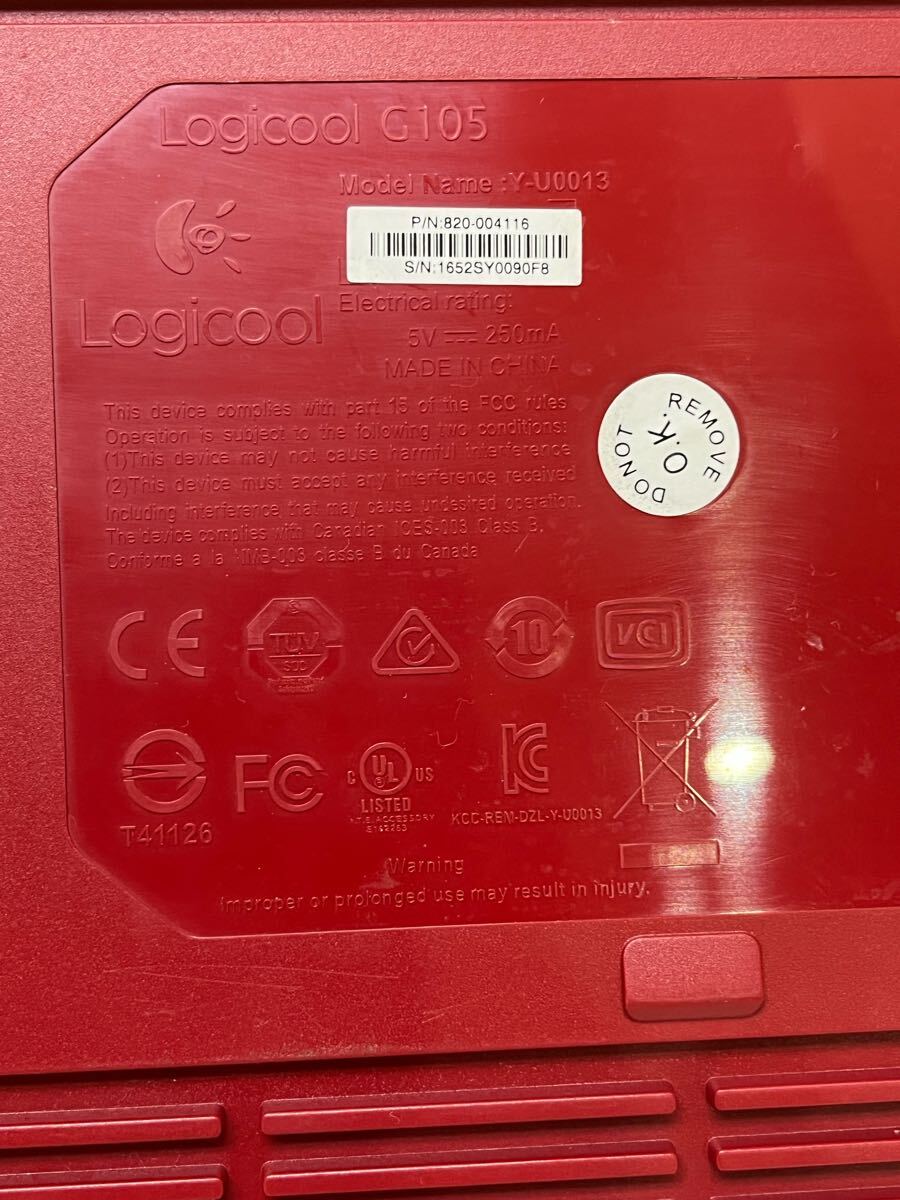 Logicool G105
Model Name :Y-U0013
P/N:820-004116
S/N:1652SY0090F8
Logicool
Electrical rating:
5V ⎓ 250mA
MADE IN CHINA
This device complies with part 15 of the FCC rules
Operation is subject to the following two conditions:
(1)This device may not cause harmful interference
(2)This device must accept any interference received
Including interference that may cause undesired operation.
The device complies with Canadian ICES-003 Class B.
Conforme a la NMB-003 classe B du Canada
DO NOT REMOVE
O.K.
CE
TÜV
10
VCI
T41126
FC
C UL US
LISTED
I.T.E. ACCESSORY
E142263
KC
KCC-REM-DZL-Y-U0013
Warning
Improper or prolonged use may result in injury.